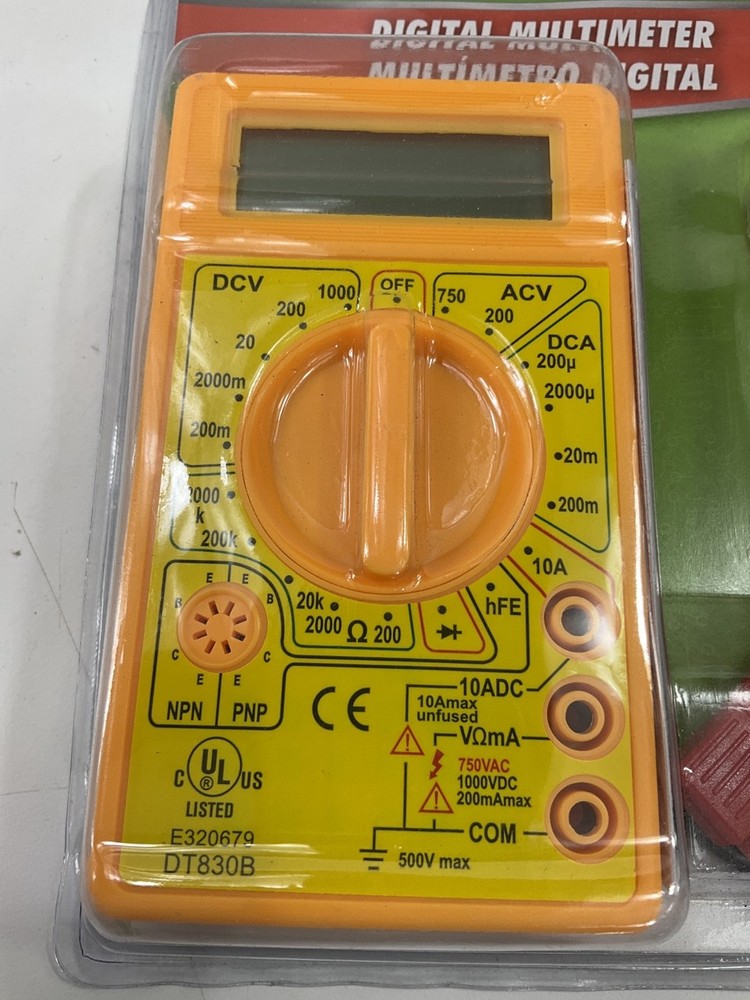 DIGITAL MULTIMETER
MULTÍMETRO DIGITAL
DCV
OFF
ACV
1000
750
200
200
20
DCA
200µ
2000m
2000µ
200m
20m
2000
k
200m
200k
10A
20k
2000 Ω 200
hFE
E E
B B
C C
E E
NPN PNP
CE
10ADC
10Amax
unfused
VΩmA
750VAC
1000VDC
200mAmax
COM
500V max
C UL US
®
LISTED
E320679
DT830B